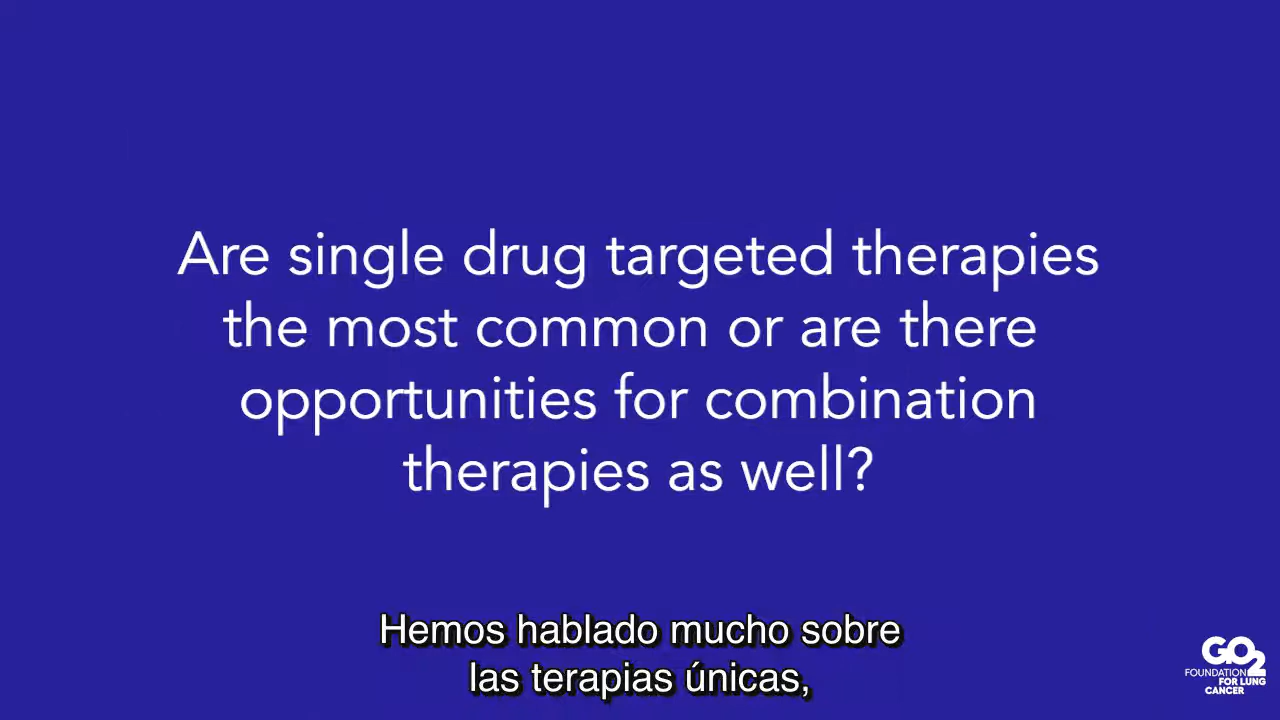 Are single drug targeted therapies
the most common or are there
opportunities for combination
therapies as well?
Hemos hablado mucho sobre
las terapias únicas,
GO2
FOUNDATION
FOR LUNG
CANCER